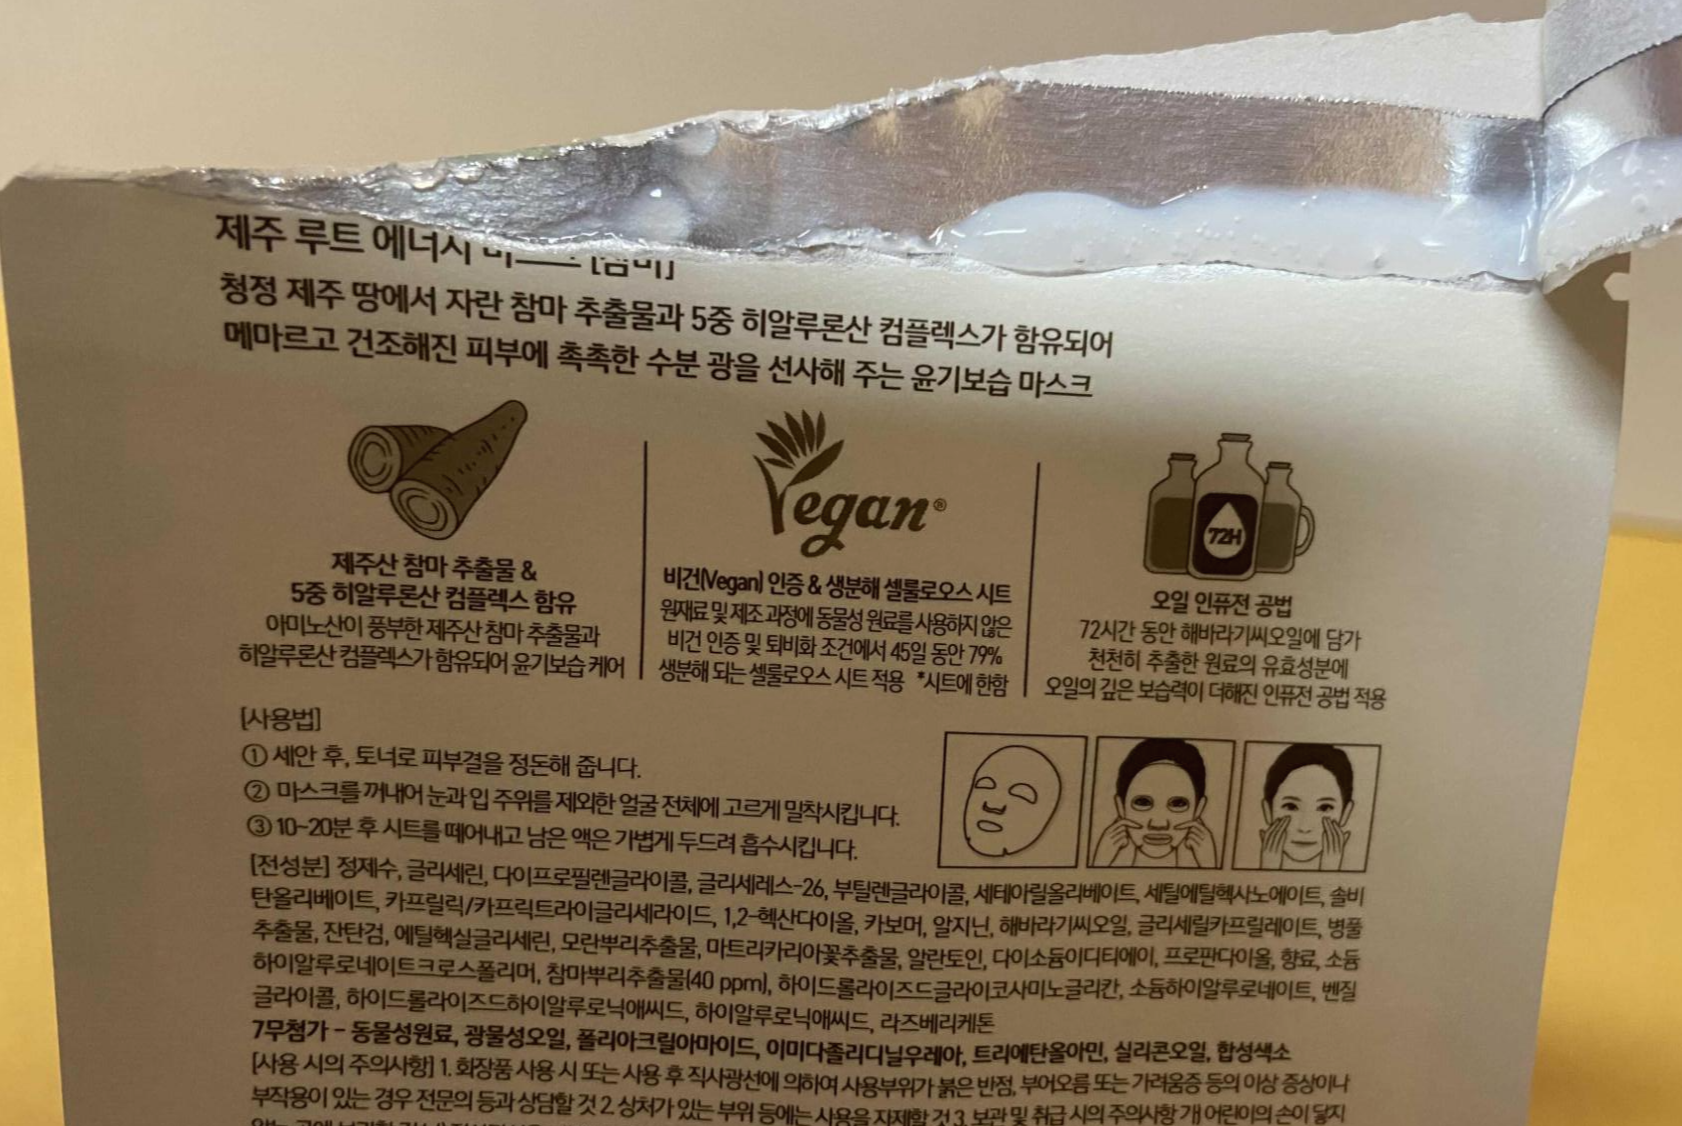 제주 루트 에너지
청정 제주 땅에서 자란 참마 추출물과 5중 히알루론산 컴플렉스가 함유되어
메마르고 건조해진 피부에 촉촉한 수분 광을 선사해 주는 윤기보습 마스크
Vegan®
72H
제주산 참마 추출물 &
5중 히알루론산 컴플렉스 함유
아미노산이 풍부한 제주산 참마 추출물과
히알루론산 컴플렉스가 함유되어 윤기보습 케어
비건(Vegan) 인증 & 생분해 셀룰로오스 시트
원재료 및 제조 과정에 동물성 원료를 사용하지 않은
비건 인증 및 퇴비화 조건에서 45일 동안 79%
생분해 되는 셀룰로오스 시트 적용 *시트에 한함
오일 인퓨전 공법
72시간 동안 해바라기씨오일에 담가
천천히 추출한 원료의 유효성분에
오일의 깊은 보습력이 더해진 인퓨전 공법 적용
[사용법]
① 세안 후, 토너로 피부결을 정돈해 줍니다.
② 마스크를 꺼내어 눈과 입 주위를 제외한 얼굴 전체에 고르게 밀착시킵니다.
③ 10~20분 후 시트를 떼어내고 남은 액은 가볍게 두드려 흡수시킵니다.
[전성분] 정제수, 글리세린, 다이프로필렌글라이콜, 글리세레스-26, 부틸렌글라이콜, 세테아릴올리베이트, 세틸에틸헥사노에이트, 솔비
탄올리베이트, 카프릴릭/카프릭트라이글리세라이드, 1,2-헥산다이올, 카보머, 알지닌, 해바라기씨오일, 글리세릴카프릴레이트, 병풀
추출물, 잔탄검, 에틸헥실글리세린, 모란뿌리추출물, 마트리카리아꽃추출물, 알란토인, 다이소듐이디티에이, 프로판다이올, 향료, 소듐
하이알루로네이트크로스폴리머, 참마뿌리추출물(40 ppm), 하이드롤라이즈드글라이코사미노글리칸, 소듐하이알루로네이트, 벤질
글라이콜, 하이드롤라이즈드하이알루로닉애씨드, 하이알루로닉애씨드, 라즈베리케톤
7무첨가 - 동물성원료, 광물성오일, 폴리아크릴아마이드, 이미다졸리디닐우레아, 트리에탄올아민, 실리콘오일, 합성색소
[사용 시의 주의사항] 1. 화장품 사용 시 또는 사용 후 직사광선에 의하여 사용부위가 붉은 반점, 부어오름 또는 가려움증 등의 이상 증상이나
부작용이 있는 경우 전문의 등과 상담할 것 2. 상처가 있는 부위 등에는 사용을 자제할 것 3. 보관 및 취급 시의 주의사항 가) 어린이의 손이 닿지